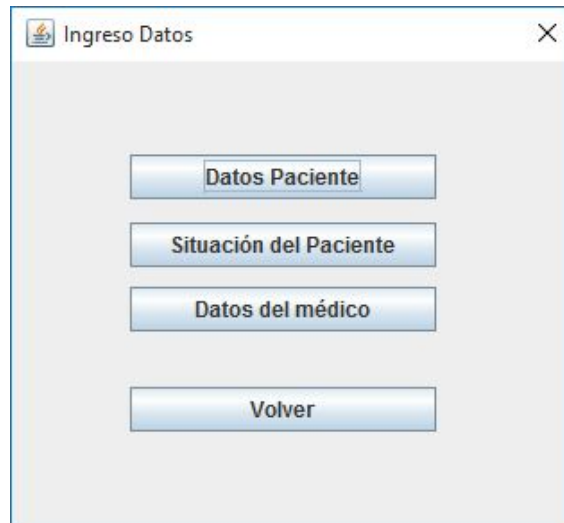 Ingreso Datos
Datos Paciente
Situación del Paciente
Datos del médico
Volver